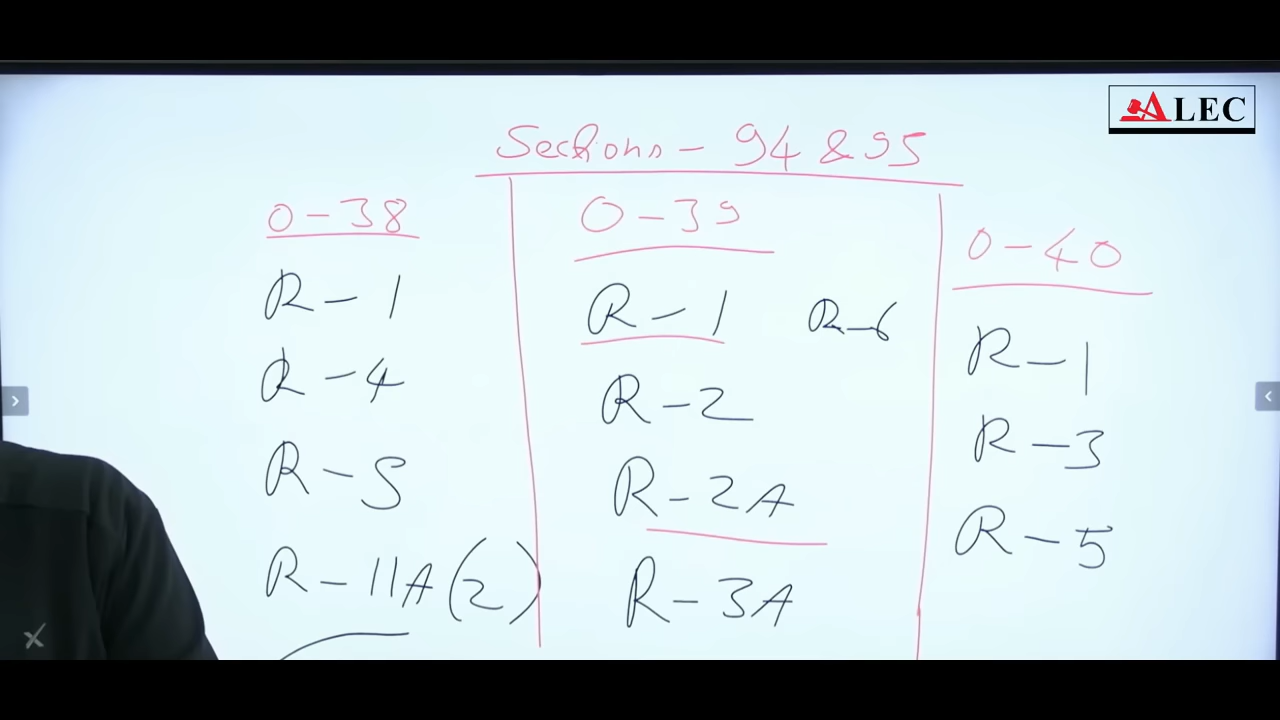 ALEC
Sections - 94 & 95
O-38
R-1
R-4
R-5
R-11A(2)
O-39
R-1 R-6
R-2
R-2A
R-3A
O-40
R-1
R-3
R-5